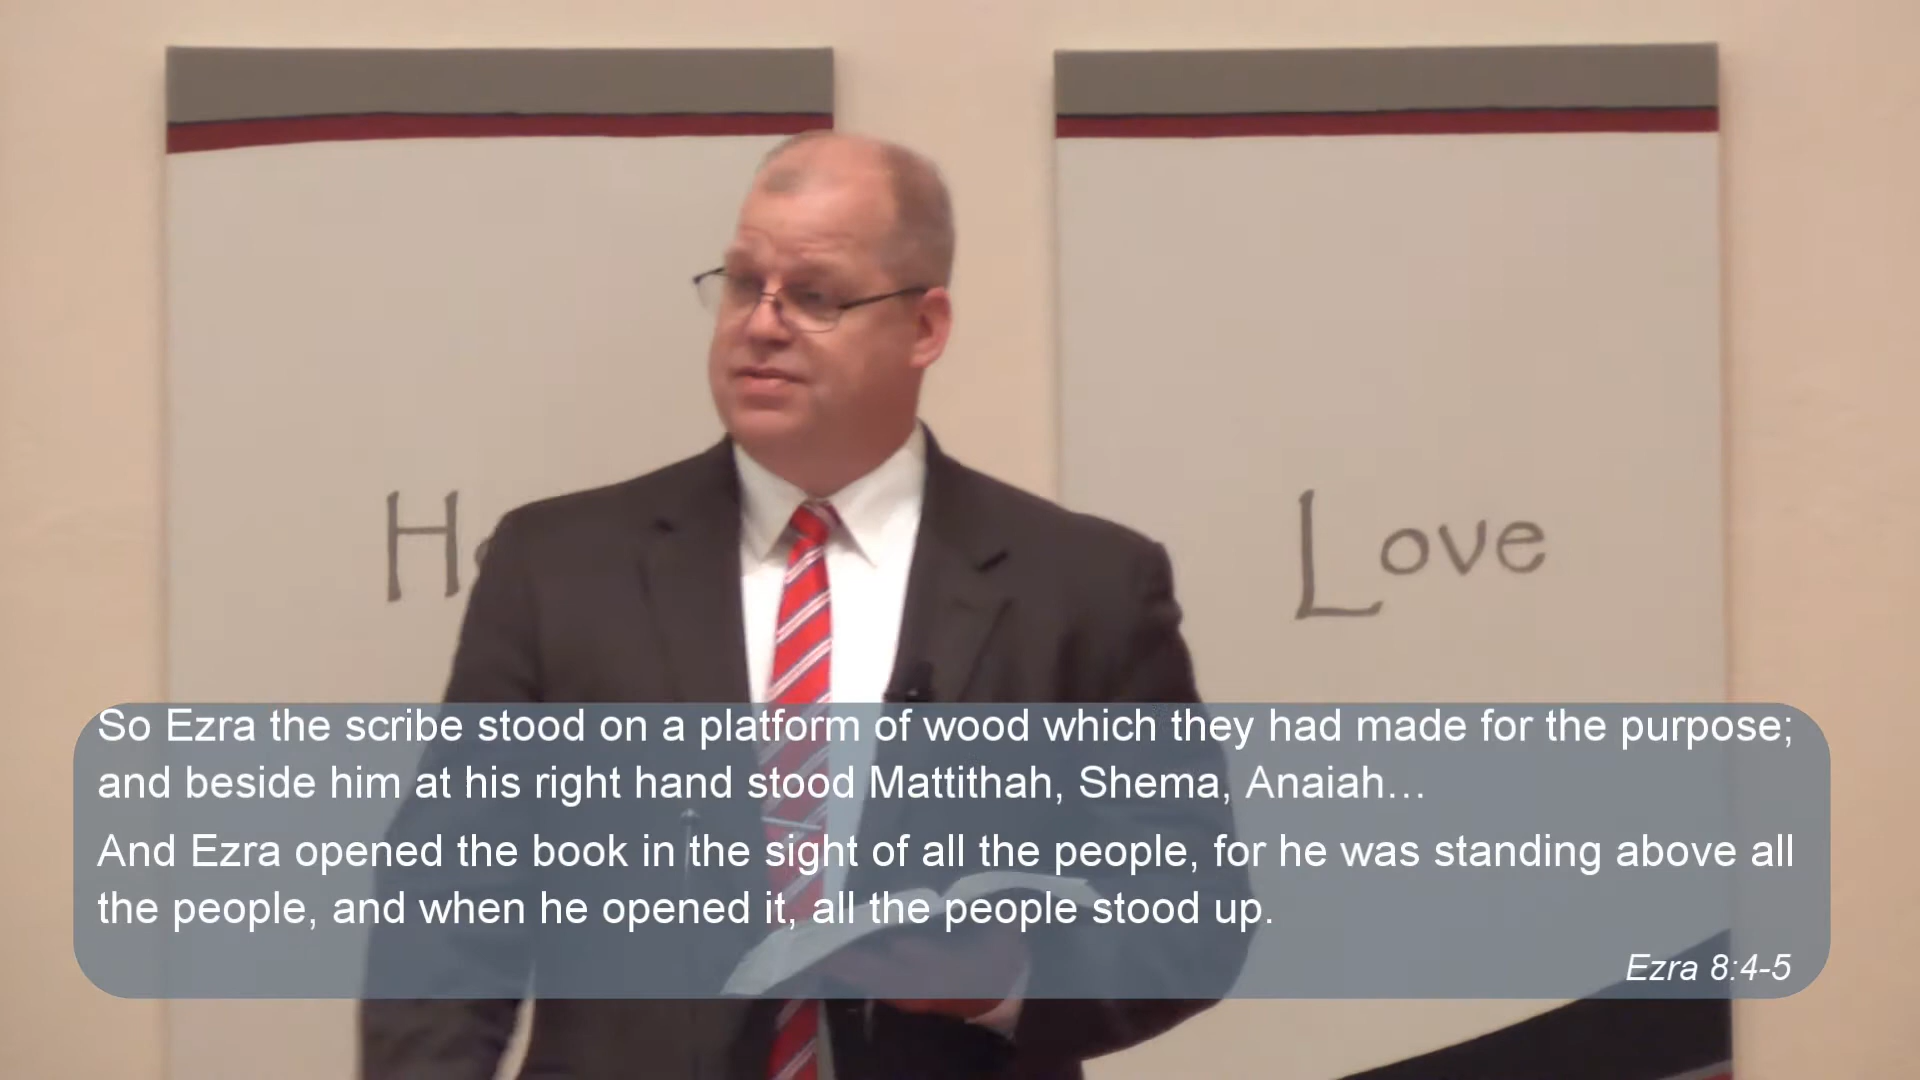 H
Love
So Ezra the scribe stood on a platform of wood which they had made for the purpose;
and beside him at his right hand stood Mattithah, Shema, Anaiah…
And Ezra opened the book in the sight of all the people, for he was standing above all
the people, and when he opened it, all the people stood up.
Ezra 8:4-5